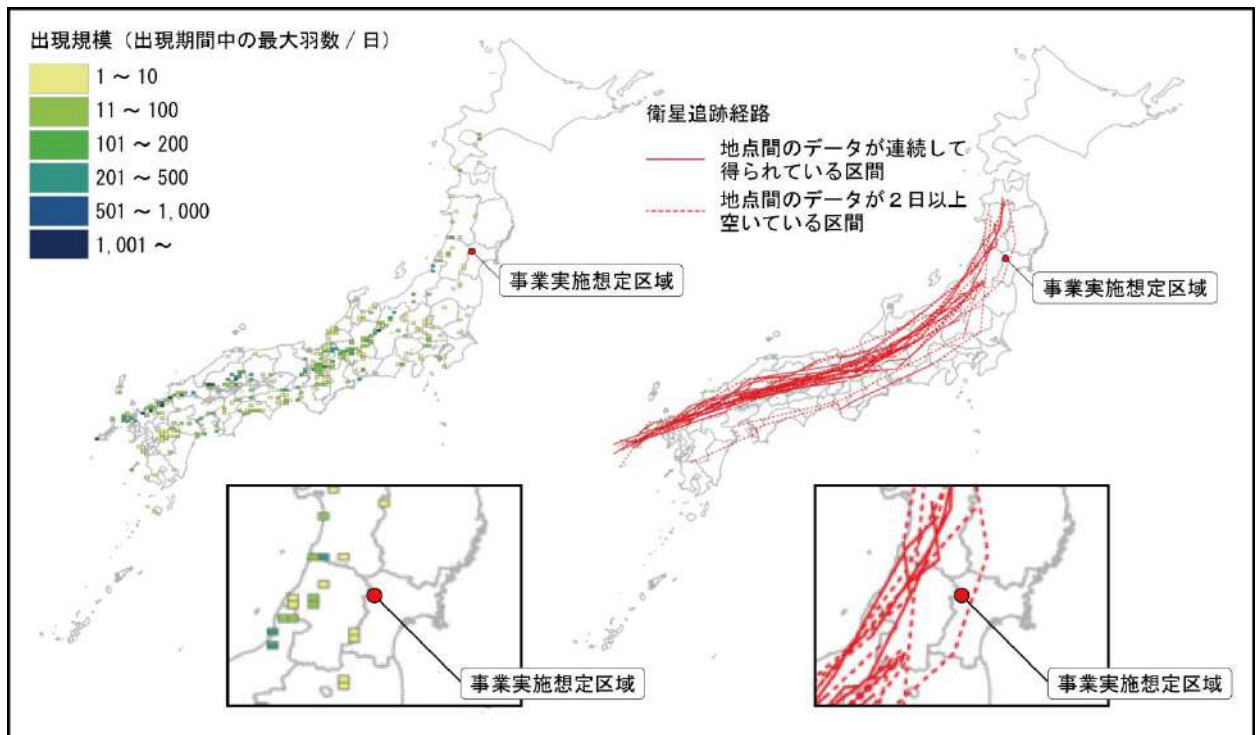 出現規模（出現期間中の最大羽数 / 日）
1 ～ 10
11 ～ 100
101 ～ 200
201 ～ 500
501 ～ 1,000
1,001 ～
事業実施想定区域
衛星追跡経路
地点間のデータが連続して
得られている区間
地点間のデータが２日以上
空いている区間
事業実施想定区域
事業実施想定区域
事業実施想定区域